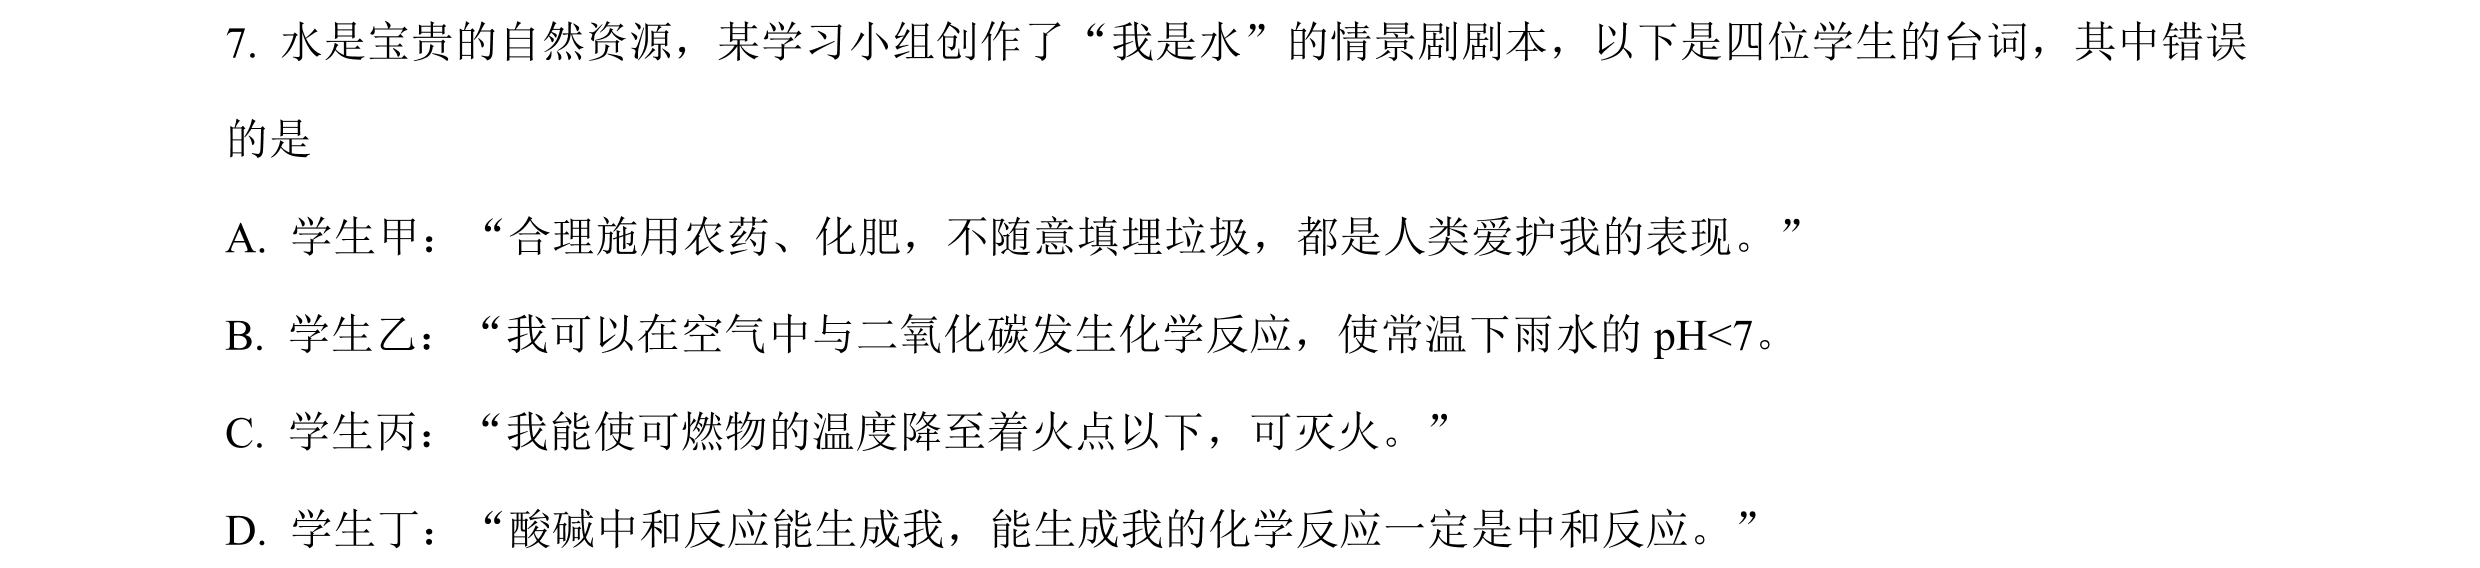 7. 水是宝贵的自然资源，某学习小组创作了“我是水”的情景剧剧本，以下是四位学生的台词，其中错误
的是
A. 学生甲：“合理施用农药、化肥，不随意填埋垃圾，都是人类爱护我的表现。”
B. 学生乙：“我可以在空气中与二氧化碳发生化学反应，使常温下雨水的 pH<7。
C. 学生丙：“我能使可燃物的温度降至着火点以下，可灭火。”
D. 学生丁：“酸碱中和反应能生成我，能生成我的化学反应一定是中和反应。”